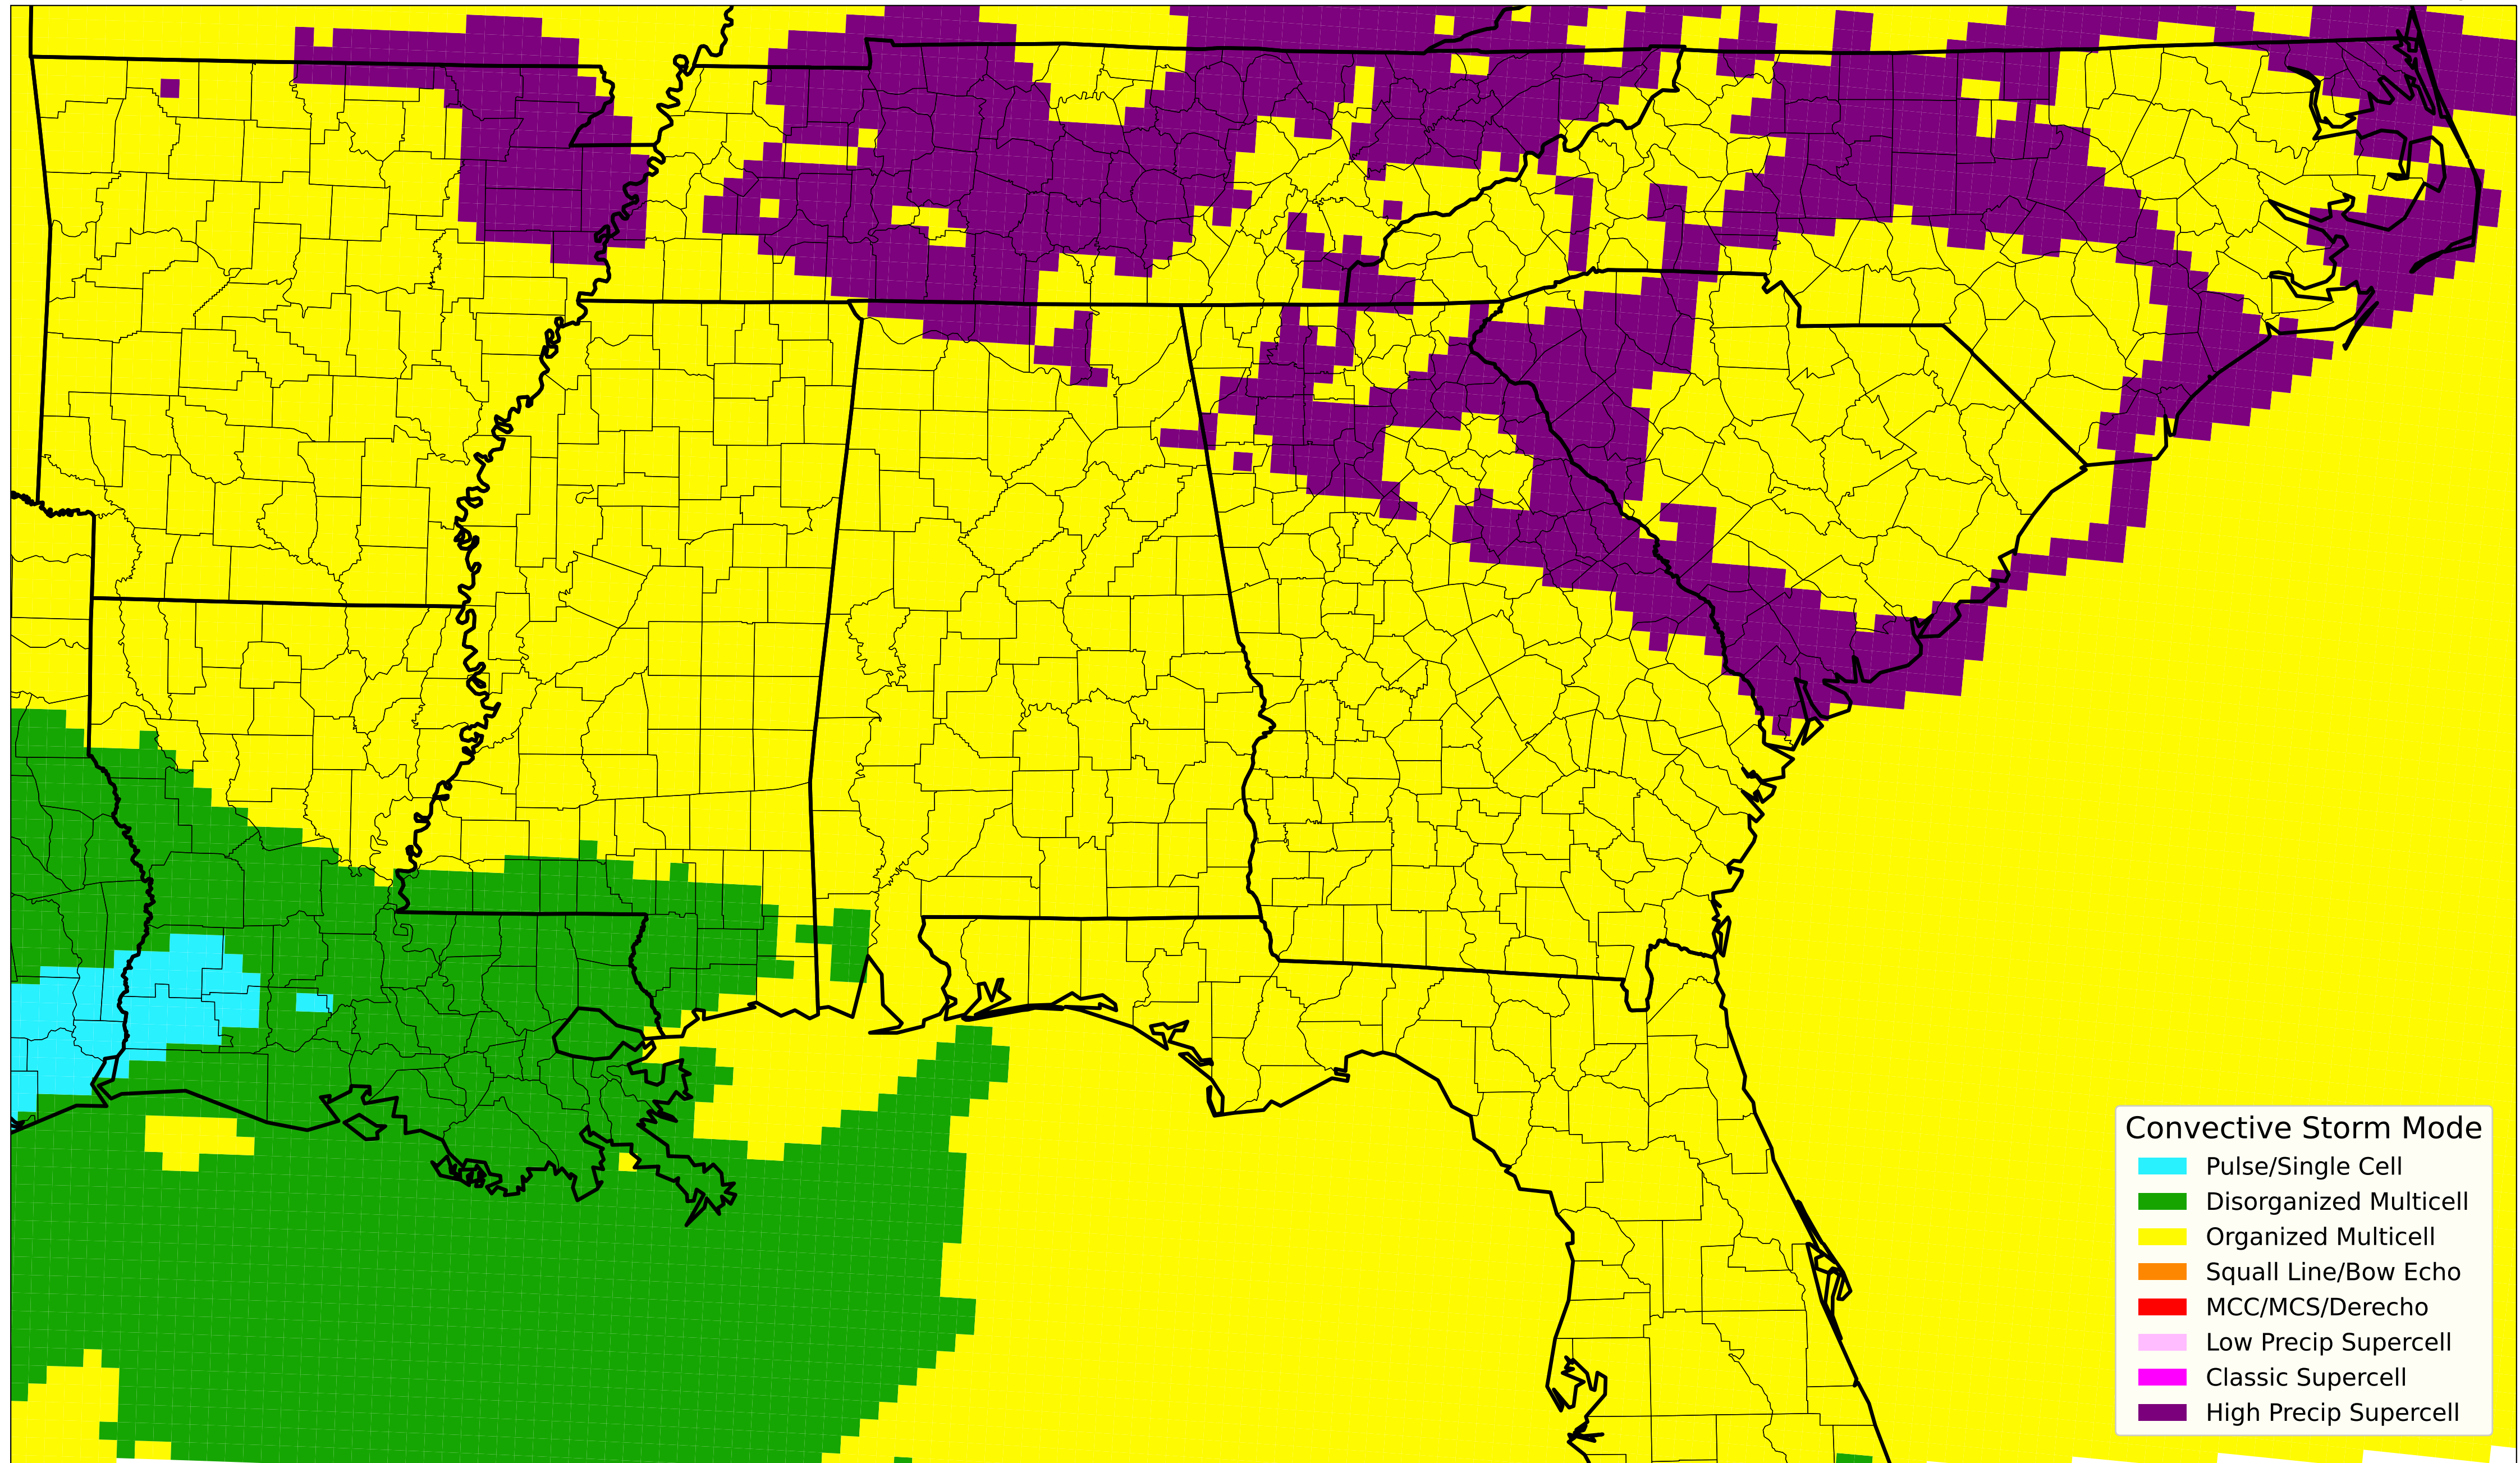 Convective Storm Mode
Pulse/Single Cell
Disorganized Multicell
Organized Multicell
Squall Line/Bow Echo
MCC/MCS/Derecho
Low Precip Supercell
Classic Supercell
High Precip Supercell